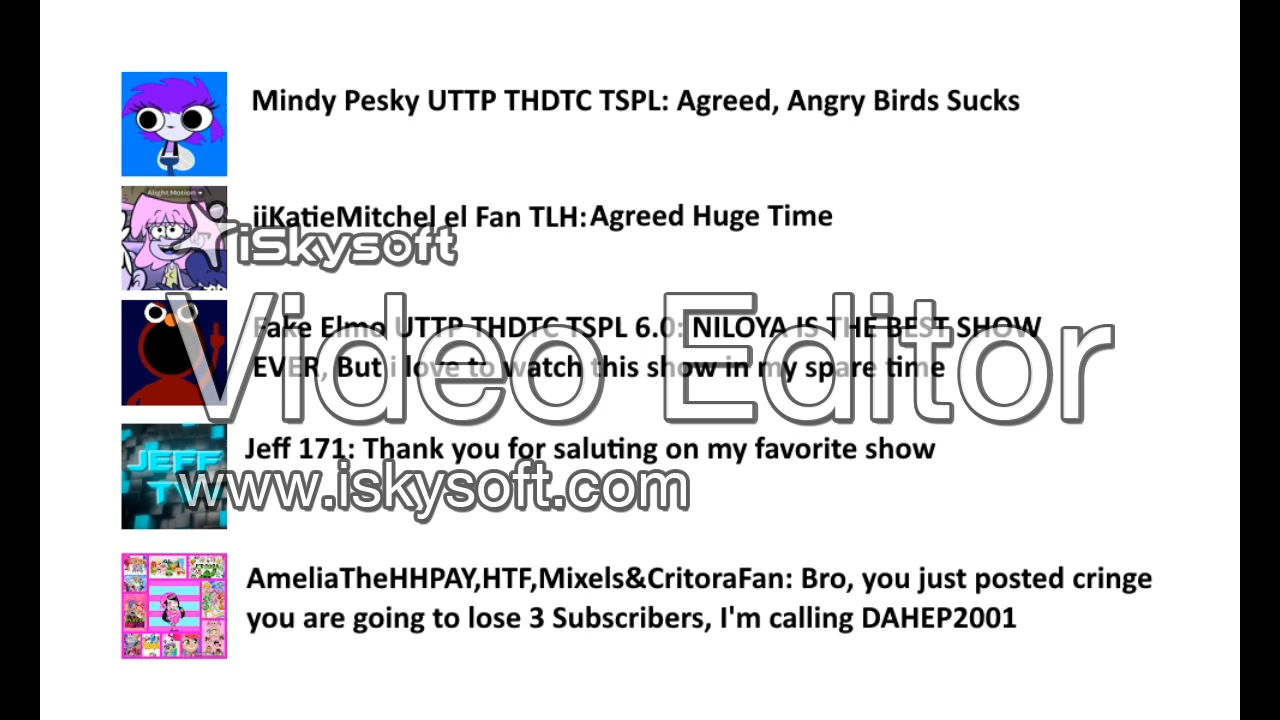 Mindy Pesky UTTP THDTC TSPL: Agreed, Angry Birds Sucks
Alight Motion
iiKatieMitchel el Fan TLH: Agreed Huge Time
iSkysoft
Fake Elmo UTTP THDTC TSPL 6.0: NILOYA IS THE BEST SHOW
EVER, But i love to watch this show in my spare time
Video Editor
Jeff 171: Thank you for saluting on my favorite show
JEFF
TV
www.iskysoft.com
AmeliaTheHHPAY,HTF,Mixels&CritoraFan: Bro, you just posted cringe
you are going to lose 3 Subscribers, I'm calling DAHEP2001